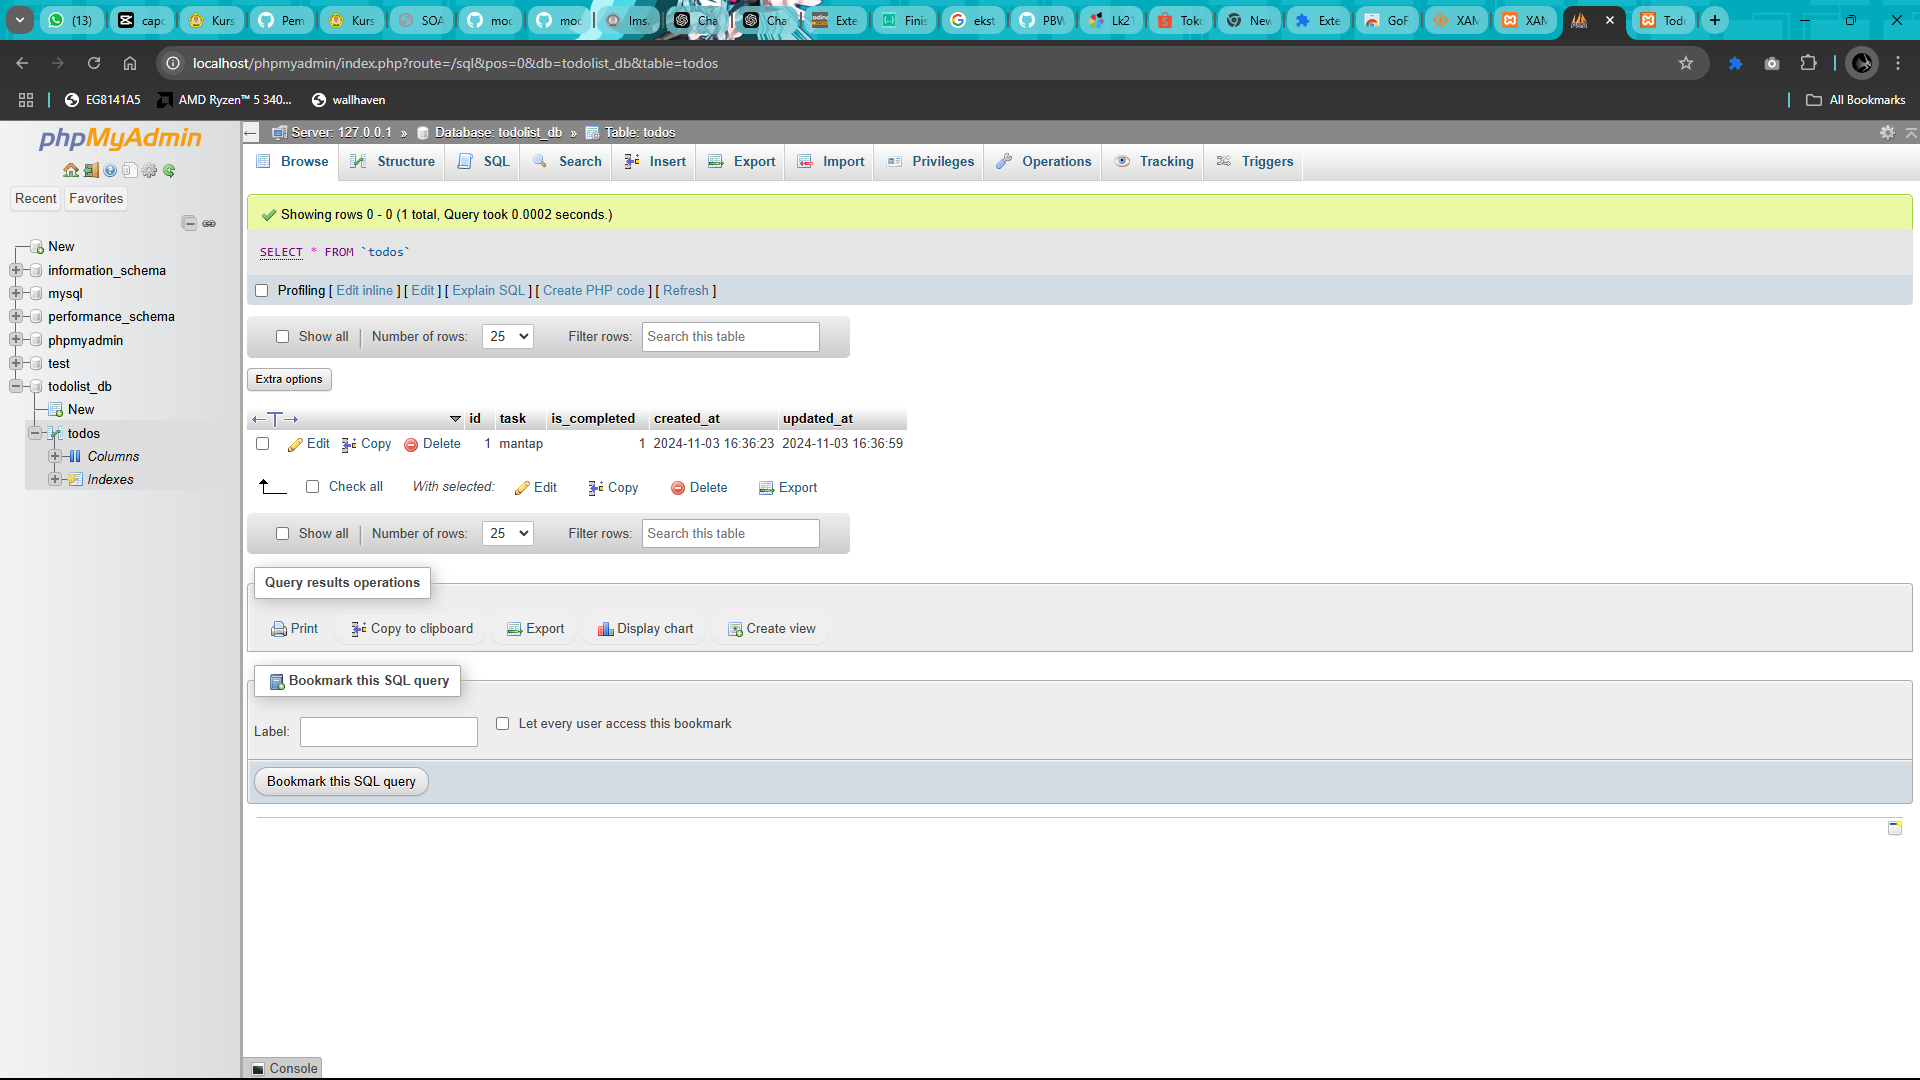 (13) capc Kurs Pem Kurs SOA moc moc lms. Cha Cha Exte Finis ekst PBW Lk21 Toko New Exte GoF XAM XAM Tod
localhost/phpmyadmin/index.php?route=/sql&pos=0&db=todolist_db&table=todos
EG8141A5 AMD Ryzen™ 5 340... wallhaven All Bookmarks
phpMyAdmin
Recent Favorites
New
information_schema
mysql
performance_schema
phpmyadmin
test
todolist_db
New
todos
Columns
Indexes
Server: 127.0.0.1 » Database: todolist_db » Table: todos
Browse Structure SQL Search Insert Export Import Privileges Operations Tracking Triggers
Showing rows 0 - 0 (1 total, Query took 0.0002 seconds.)
SELECT * FROM `todos`
Profiling [ Edit inline ] [ Edit ] [ Explain SQL ] [ Create PHP code ] [ Refresh ]
Show all Number of rows: 25 Filter rows: Search this table
Extra options
←T→ id task is_completed created_at updated_at
Edit Copy Delete 1 mantap 1 2024-11-03 16:36:23 2024-11-03 16:36:59
Check all With selected: Edit Copy Delete Export
Show all Number of rows: 25 Filter rows: Search this table
Query results operations
Print Copy to clipboard Export Display chart Create view
Bookmark this SQL query
Label: Let every user access this bookmark
Bookmark this SQL query
Console